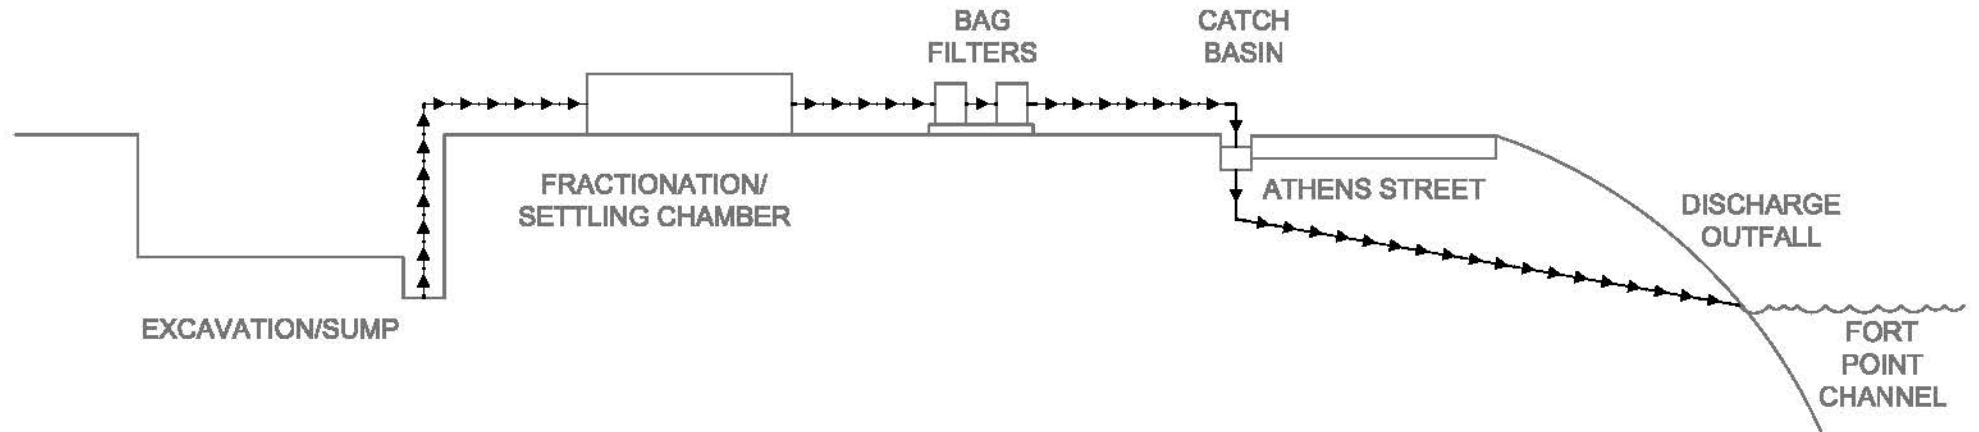 BAG
FILTERS
CATCH
BASIN
FRACTIONATION/
SETTLING CHAMBER
ATHENS STREET
DISCHARGE
OUTFALL
EXCAVATION/SUMP
FORT
POINT
CHANNEL